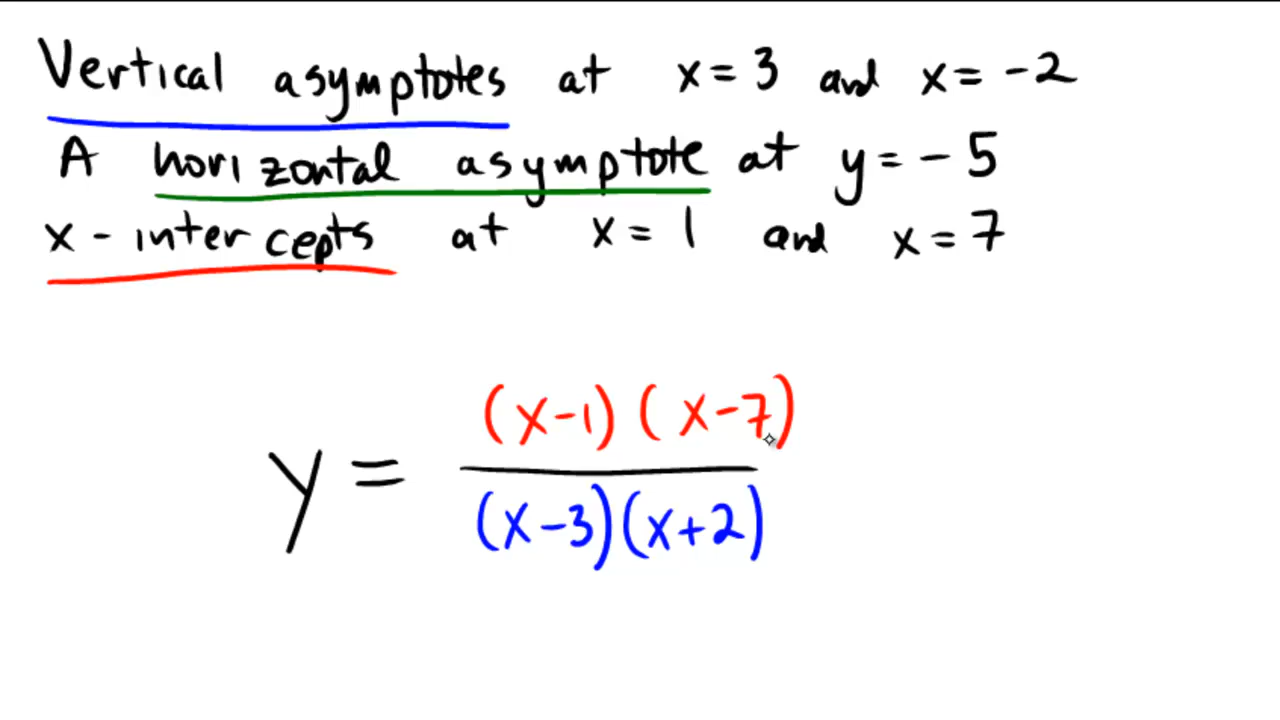 Vertical asymptotes at x = 3 and x = -2
A horizontal asymptote at y = -5
x - intercepts at x = 1 and x = 7
(x-1) (x-7)
y =
(x-3)(x+2)